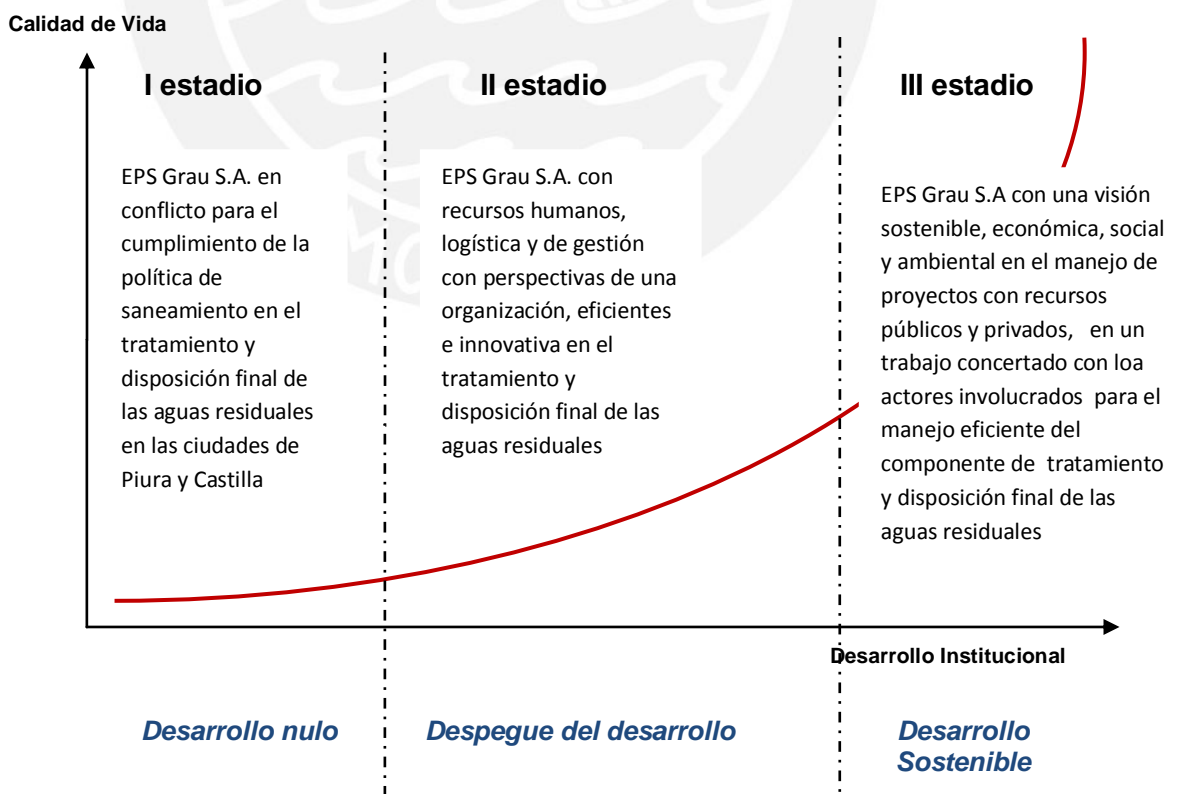 Calidad de Vida
I estadio
II estadio
III estadio
EPS Grau S.A. en
conflicto para el
cumplimiento de la
política de
saneamiento en el
tratamiento y
disposición final de
las aguas residuales
en las ciudades de
Piura y Castilla
EPS Grau S.A. con
recursos humanos,
logística y de gestión
con perspectivas de una
organización, eficientes
e innovativa en el
tratamiento y
disposición final de las
aguas residuales
EPS Grau S.A con una visión
sostenible, económica, social
y ambiental en el manejo de
proyectos con recursos
públicos y privados, en un
trabajo concertado con loa
actores involucrados para el
manejo eficiente del
componente de tratamiento
y disposición final de las
aguas residuales
Desarrollo Institucional
Desarrollo nulo
Despegue del desarrollo
Desarrollo
Sostenible